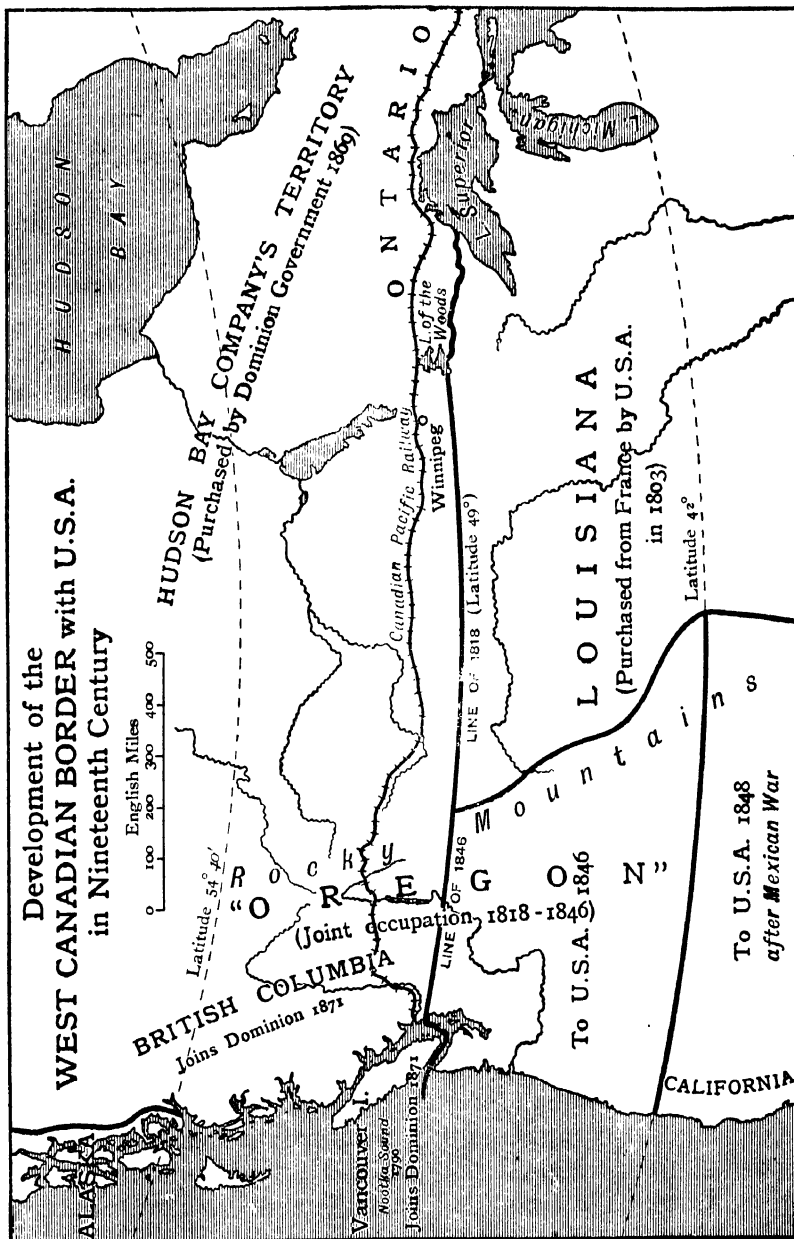 Development of the
WEST CANADIAN BORDER with U.S.A.
in Nineteenth Century
English Miles
0 100 200 300 400 500
HUDSON
BAY
HUDSON BAY COMPANY'S TERRITORY
(Purchased by Dominion Government 1869)
ALASKA
Latitude 54° 40'
BRITISH COLUMBIA
Joins Dominion 1871
Rocky Mountains
"OREGON"
(Joint occupation 1818-1846)
Canadian Pacific Railway
Winnipeg
L. of the
Woods
ONTARIO
L. Superior
L. Michigan
Vancouver I.
Nootka Sound
1790
Joins Dominion 1871
LINE OF 1846
LINE OF 1818 (Latitude 49°)
To U.S.A. 1846
LOUISIANA
(Purchased from France by U.S.A.
in 1803)
Latitude 42°
To U.S.A. 1848
after Mexican War
CALIFORNIA